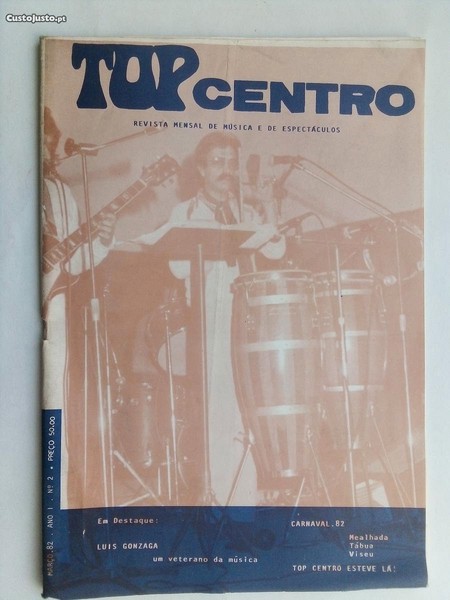 CustoJusto.pt
TOP CENTRO
REVISTA MENSAL DE MÚSICA E DE ESPECTÁCULOS
MARÇO.82 . ANO I . Nº 2 • PREÇO 50.00
Em Destaque:
LUIS GONZAGA
um veterano da música
CARNAVAL.82
Mealhada
Tábua
Viseu
TOP CENTRO ESTEVE LÁ!